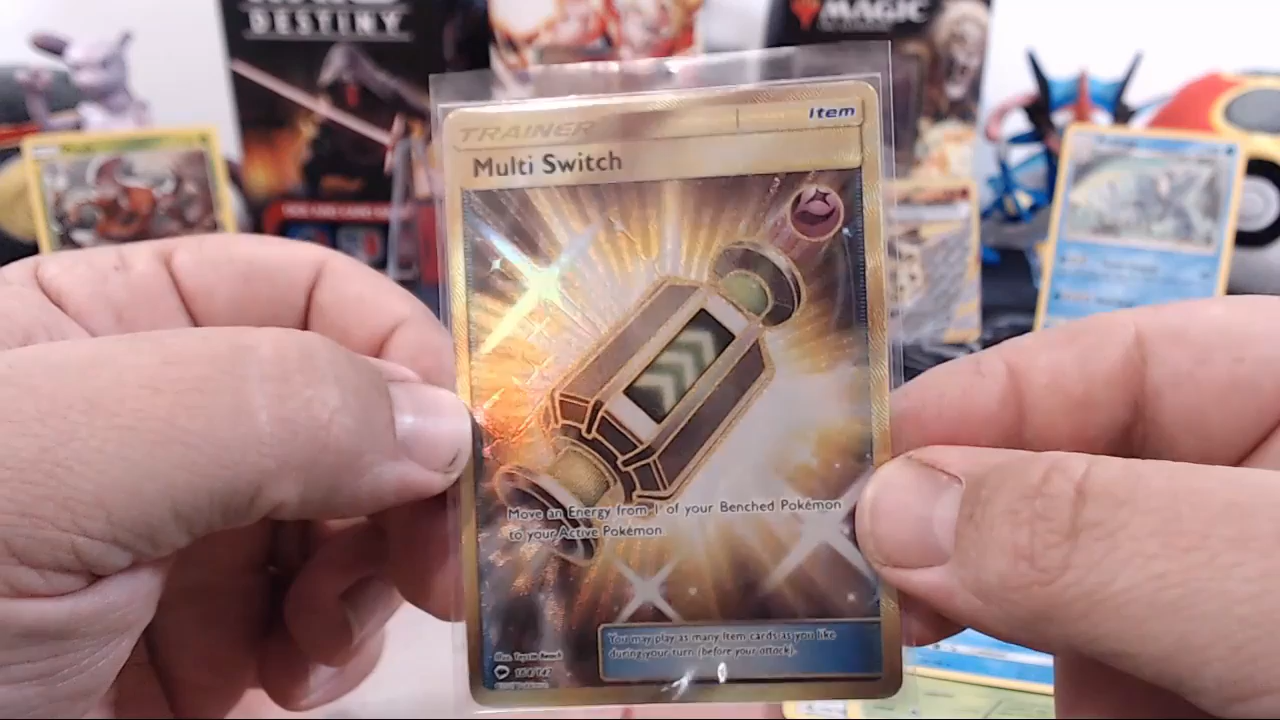 DESTINY
MAGIC
TRAINER
Item
Multi Switch
Move an Energy from 1 of your Benched Pokémon
to your Active Pokémon.
You may play as many Item cards as you like
during your turn (before your attack).
Illus.